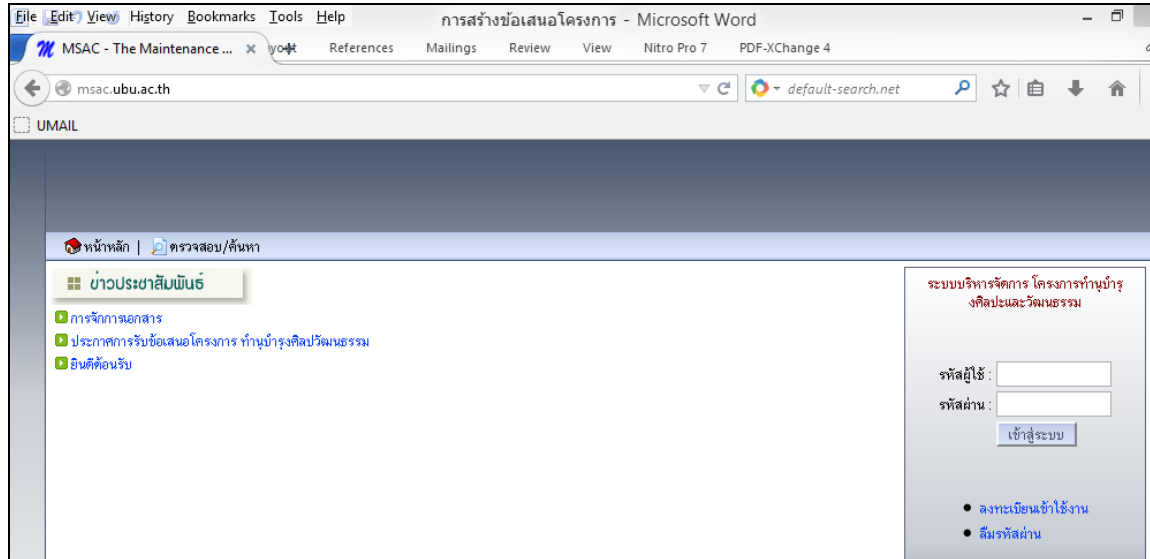 File Edit View History Bookmarks Tools Help
การสร้างข้อเสนอโครงการ - Microsoft Word
MSAC - The Maintenance ...
References Mailings Review View Nitro Pro 7 PDF-XChange 4
msac.ubu.ac.th
default-search.net
UMAIL
หน้าหลัก | ตรวจสอบ/ค้นหา
ข่าวประชาสัมพันธ์
การจักการเอกสาร
ประกาศการรับข้อเสนอโครงการ ทำนุบำรุงศิลปวัฒนธรรม
ยินดีต้อนรับ
ระบบบริหารจัดการ โครงการทำนุบำรุ
งศิลปะและวัฒนธรรม
รหัสผู้ใช้ :
รหัสผ่าน :
เข้าสู่ระบบ
ลงทะเบียนเข้าใช้งาน
ลืมรหัสผ่าน